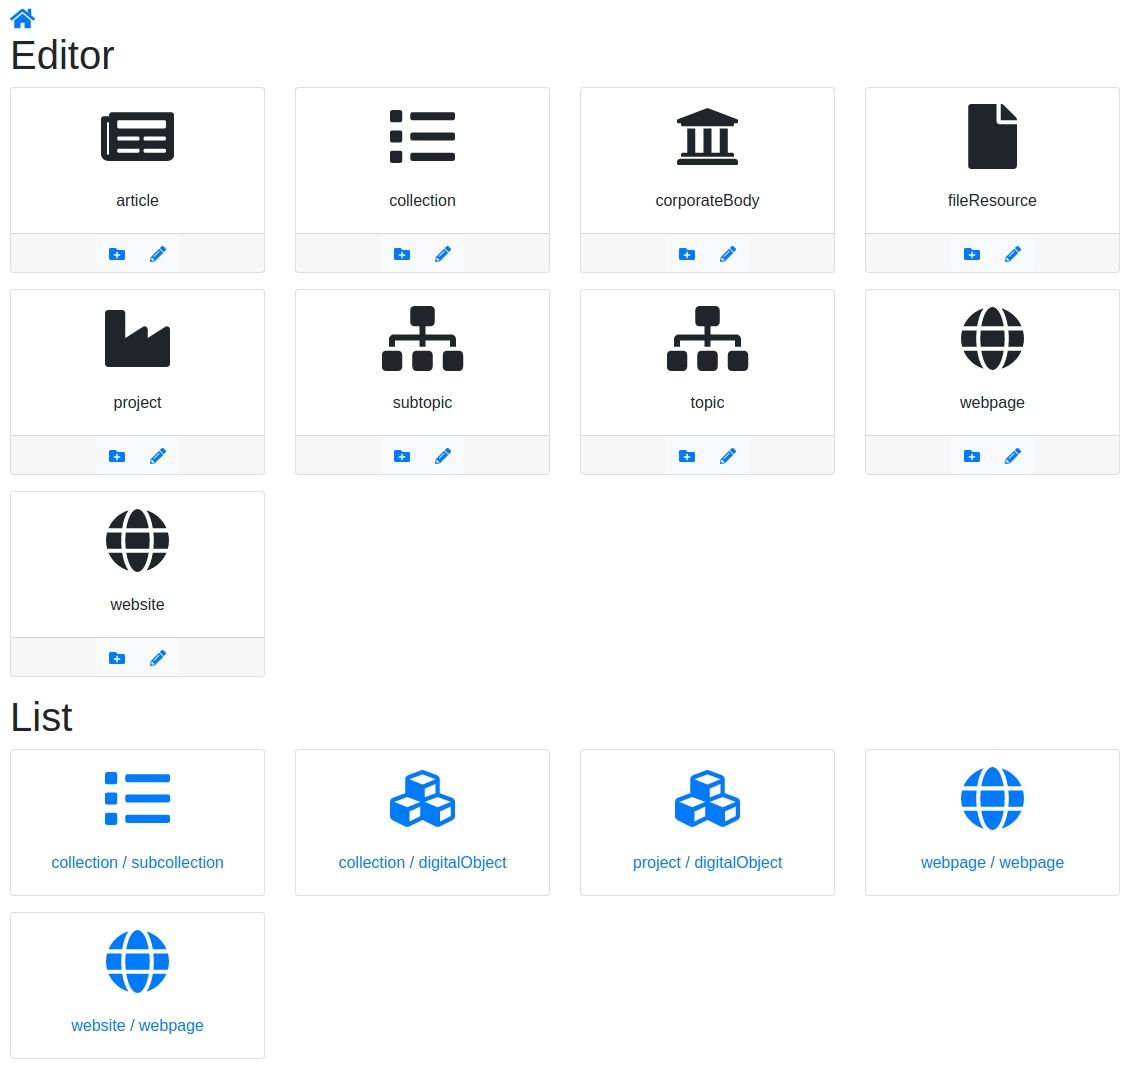 Editor
article
collection
corporateBody
fileResource
project
subtopic
topic
webpage
website
List
collection / subcollection
collection / digitalObject
project / digitalObject
webpage / webpage
website / webpage